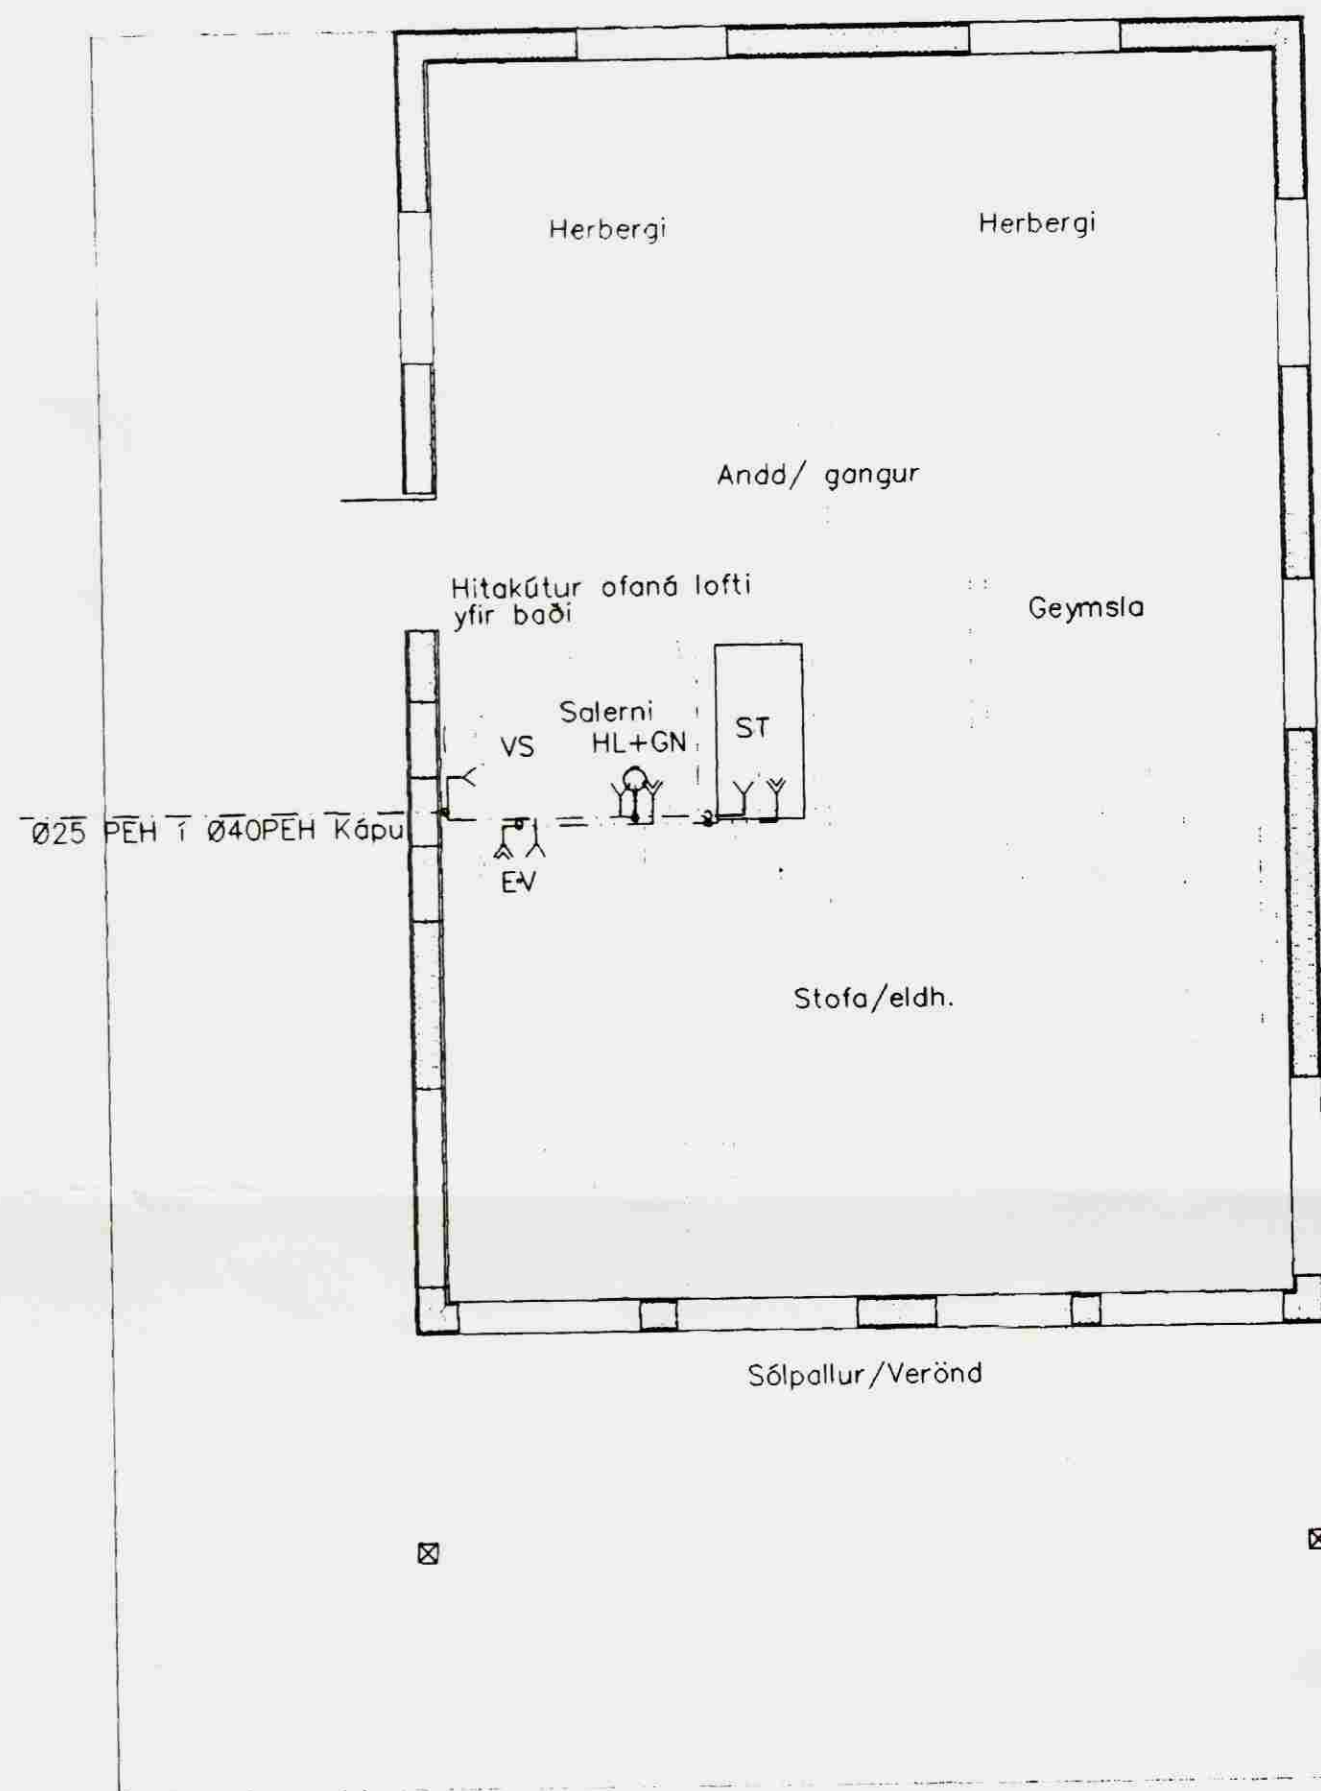 Herbergi
Herbergi
Andd/ gangur
Hitakútur ofaná lofti
yfir baði
Geymsla
Salerni
VS
HL+GN
ST
Ø25 PEH í Ø40PEH Kápu
EV
Stofa/eldh.
Sólpallur/Verönd